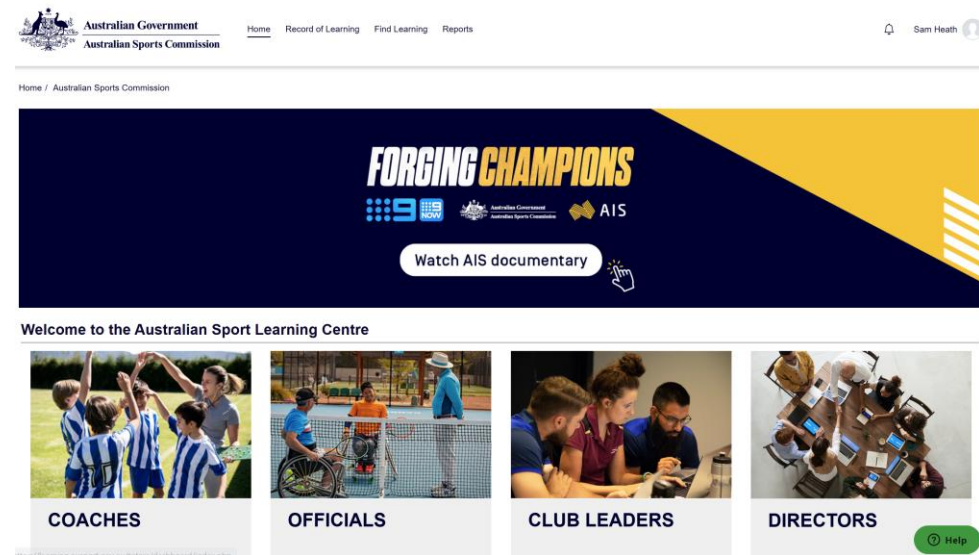 Australian Government
Australian Sports Commission
Home Record of Learning Find Learning Reports
Sam Heath
Home / Australian Sports Commission
FORGING CHAMPIONS
9 9 NOW Australian Government Australian Sports Commission AIS
Watch AIS documentary
Welcome to the Australian Sport Learning Centre
COACHES OFFICIALS CLUB LEADERS DIRECTORS
Help